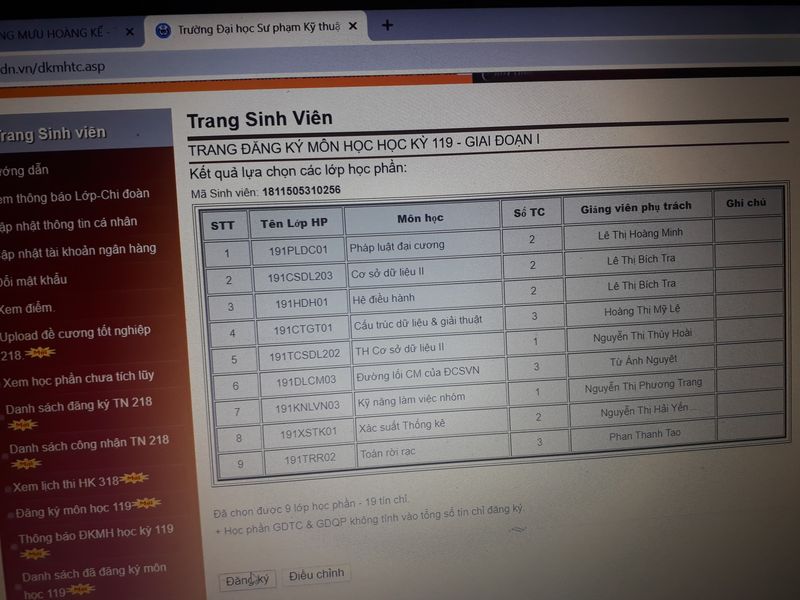 NG MƯU HOÀNG KẾ -
Trường Đại học Sư phạm Kỹ thuậ
dn.vn/dkmhtc.asp
rang Sinh viên
ướng dẫn
em thông báo Lớp-Chi đoàn
ập nhật thông tin cá nhân
ập nhật tài khoản ngân hàng
Đổi mật khẩu
Xem điểm.
Upload đề cương tốt nghiệp
218.
Xem học phần chưa tích lũy
Danh sách đăng ký TN 218
Danh sách công nhận TN 218
Xem lịch thi HK 318
Đăng ký môn học 119
Thông báo ĐKMH học kỳ 119
Danh sách đã đăng ký môn
học 119
Trang Sinh Viên
TRANG ĐĂNG KÝ MÔN HỌC HỌC KỲ 119 - GIAI ĐOẠN I
Kết quả lựa chọn các lớp học phần:
Mã Sinh viên: 1811505310256
STT Tên Lớp HP Môn học Số TC Giảng viên phụ trách Ghi chú
1 191PLDC01 Pháp luật đại cương 2 Lê Thị Hoàng Minh
2 191CSDL203 Cơ sở dữ liệu II 2 Lê Thị Bích Tra
3 191HDH01 Hệ điều hành 2 Lê Thị Bích Tra
4 191CTGT01 Cấu trúc dữ liệu & giải thuật 3 Hoàng Thị Mỹ Lệ
5 191TCSDL202 TH Cơ sở dữ liệu II 1 Nguyễn Thị Thủy Hoài
6 191DLCM03 Đường lối CM của ĐCSVN 3 Từ Ánh Nguyệt
7 191KNLVN03 Kỹ năng làm việc nhóm 1 Nguyễn Thị Phương Trang
8 191XSTK01 Xác suất Thống kê 2 Nguyễn Thị Hải Yến
9 191TRR02 Toán rời rạc 3 Phan Thanh Tao
Đã chọn được 9 lớp học phần - 19 tín chỉ.
+ Học phần GDTC & GDQP không tính vào tổng số tín chỉ đăng ký.
Đăng ký Điều chỉnh